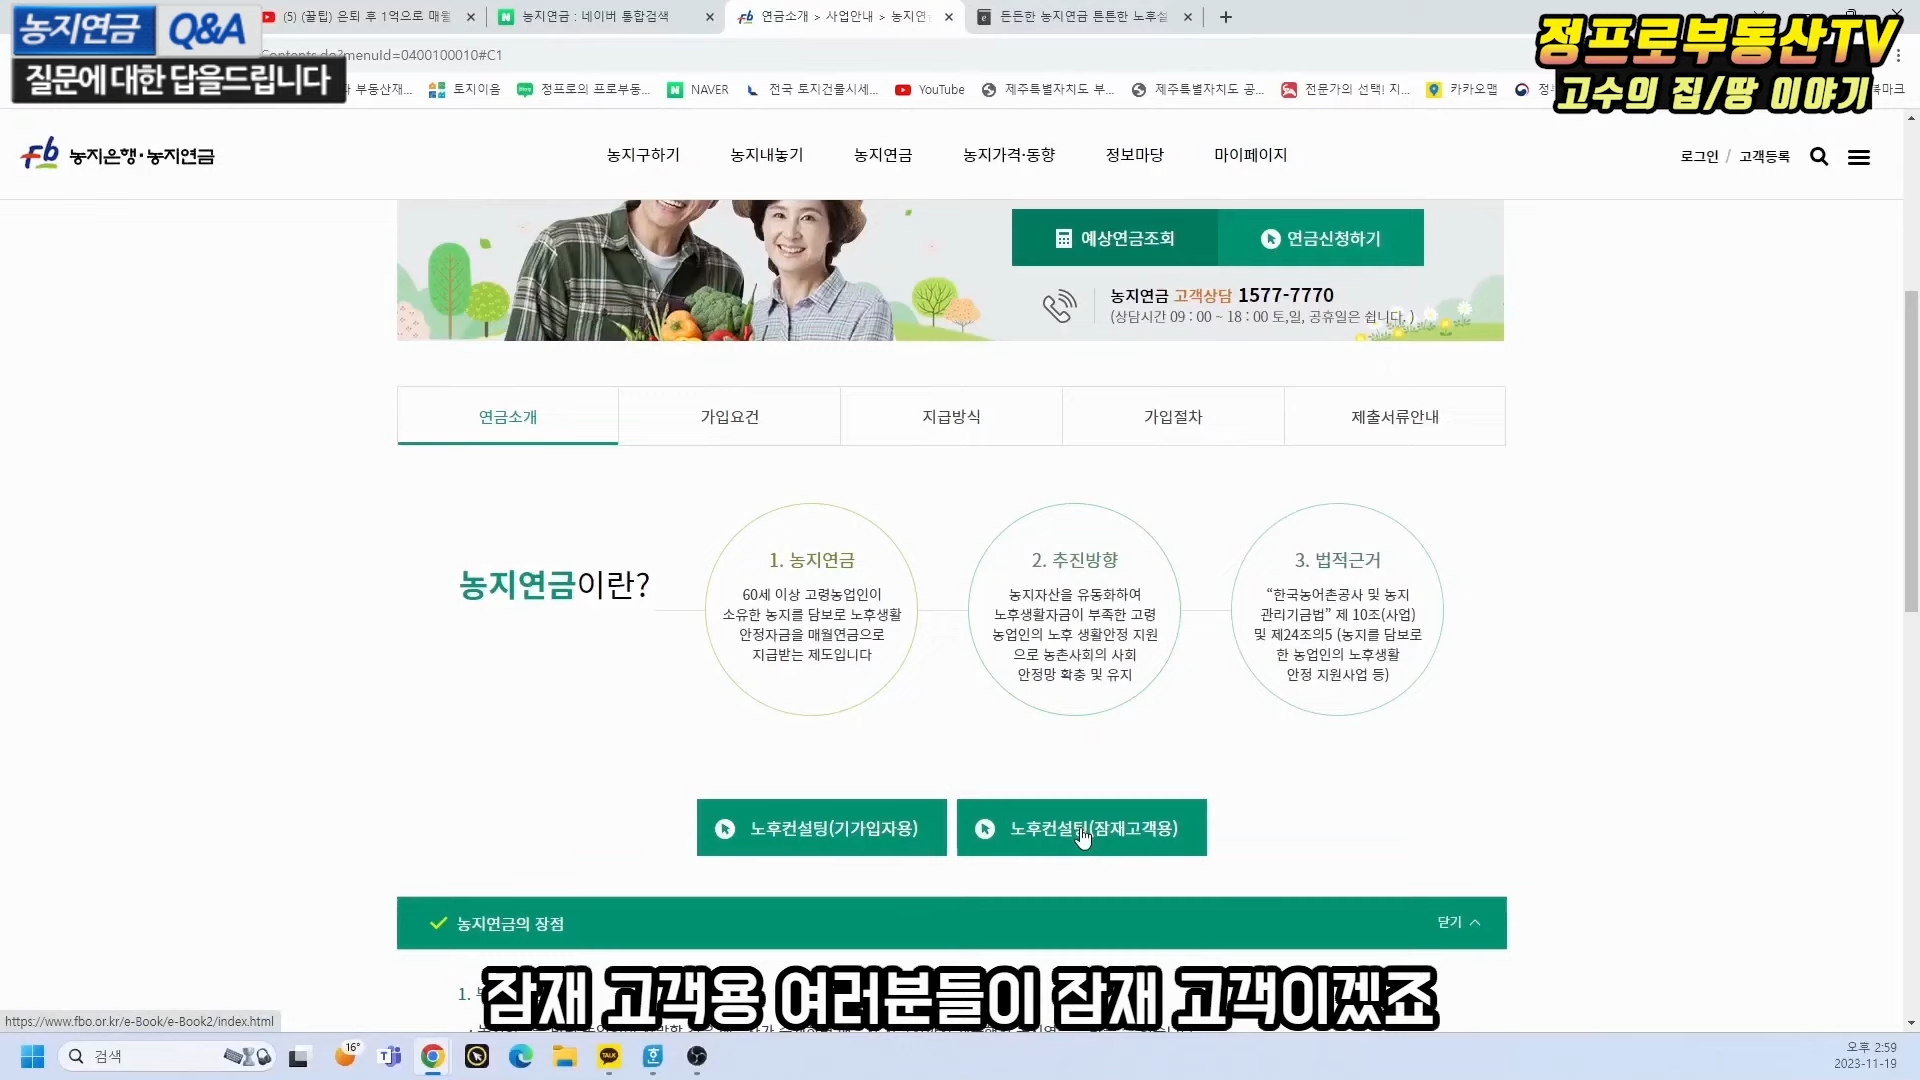 농지연금 Q&A
질문에 대한 답을드립니다
(5) (꿀팁) 은퇴 후 1억으로 매월
농지연금 : 네이버 통합검색
연금소개 > 사업안내 > 농지연
든든한 농지연금 튼튼한 노후설
정프로부동산TV
고수의 집/땅 이야기
Contents.do?menuId=0400100010#C1
부동산재...
토지이음
정프로의 프로부동...
NAVER
전국 토지건물시세...
YouTube
제주특별자치도 부...
제주특별자치도 공...
전문가의 선택! 지...
카카오맵
북마크
농지은행·농지연금
농지구하기
농지내놓기
농지연금
농지가격·동향
정보마당
마이페이지
로그인 / 고객등록
예상연금조회
연금신청하기
농지연금 고객상담 1577-7770
(상담시간 09 : 00 ~ 18 : 00 토,일, 공휴일은 쉽니다. )
연금소개
가입요건
지급방식
가입절차
제출서류안내
농지연금이란?
1. 농지연금
60세 이상 고령농업인이
소유한 농지를 담보로 노후생활
안정자금을 매월연금으로
지급받는 제도입니다
2. 추진방향
농지자산을 유동화하여
노후생활자금이 부족한 고령
농업인의 노후 생활안정 지원
으로 농촌사회의 사회
안정망 확충 및 유지
3. 법적근거
“한국농어촌공사 및 농지
관리기금법” 제 10조(사업)
및 제24조의5 (농지를 담보로
한 농업인의 노후생활
안정 지원사업 등)
노후컨설팅(기가입자용)
노후컨설팅(잠재고객용)
농지연금의 장점
닫기
1.
잠재 고객용 여러분들이 잠재 고객이겠죠
https://www.fbo.or.kr/e-Book/e-Book2/index.html
검색
16°
오후 2:59
2023-11-19